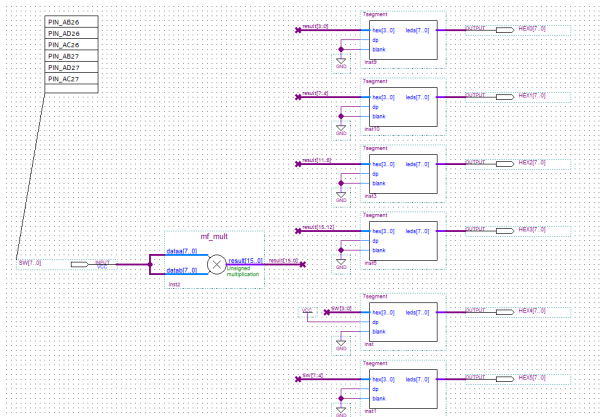 PIN_AB26
PIN_AD26
PIN_AC26
PIN_AB27
PIN_AD27
PIN_AC27
7segment
result[3..0]
hex[3..0] leds[7..0]
dp
blank
GND
inst9
OUTPUT
HEX0[7..0]
7segment
result[7..4]
hex[3..0] leds[7..0]
dp
blank
GND
inst10
OUTPUT
HEX1[7..0]
7segment
result[11..8]
hex[3..0] leds[7..0]
dp
blank
GND
OUTPUT
HEX2[7..0]
7segment
result[15..12]
hex[3..0] leds[7..0]
dp
blank
GND
OUTPUT
HEX3[7..0]
SW[7..0]
INPUT
VCC
mf_mult
dataa[7..0]
datab[7..0]
result[15..0]
Unsigned
multiplication
inst2
result[15..0]
7segment
VCC
SW[3..0]
hex[3..0] leds[7..0]
dp
blank
GND
inst
OUTPUT
HEX4[7..0]
7segment
SW[7..4]
hex[3..0] leds[7..0]
dp
blank
GND
inst1
OUTPUT
HEX5[7..0]